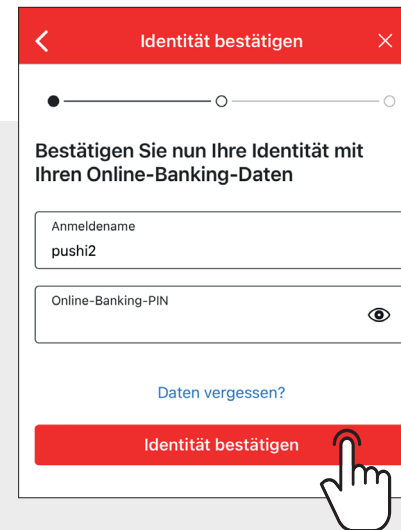 Identität bestätigen
Bestätigen Sie nun Ihre Identität mit
Ihren Online-Banking-Daten
Anmeldename
pushi2
Online-Banking-PIN
Daten vergessen?
Identität bestätigen